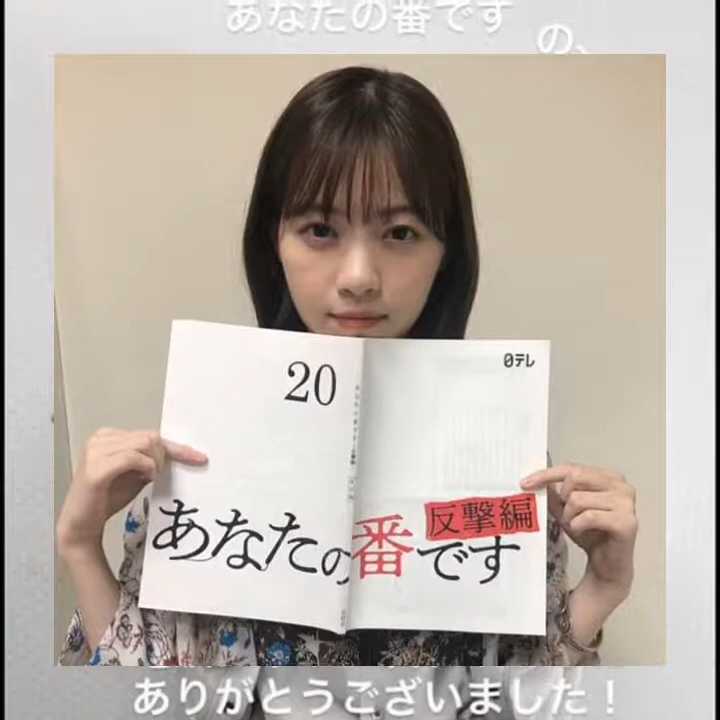 あなたの番です
の、
20
日テレ
反撃編
あなたの番です
ありがとうございました！